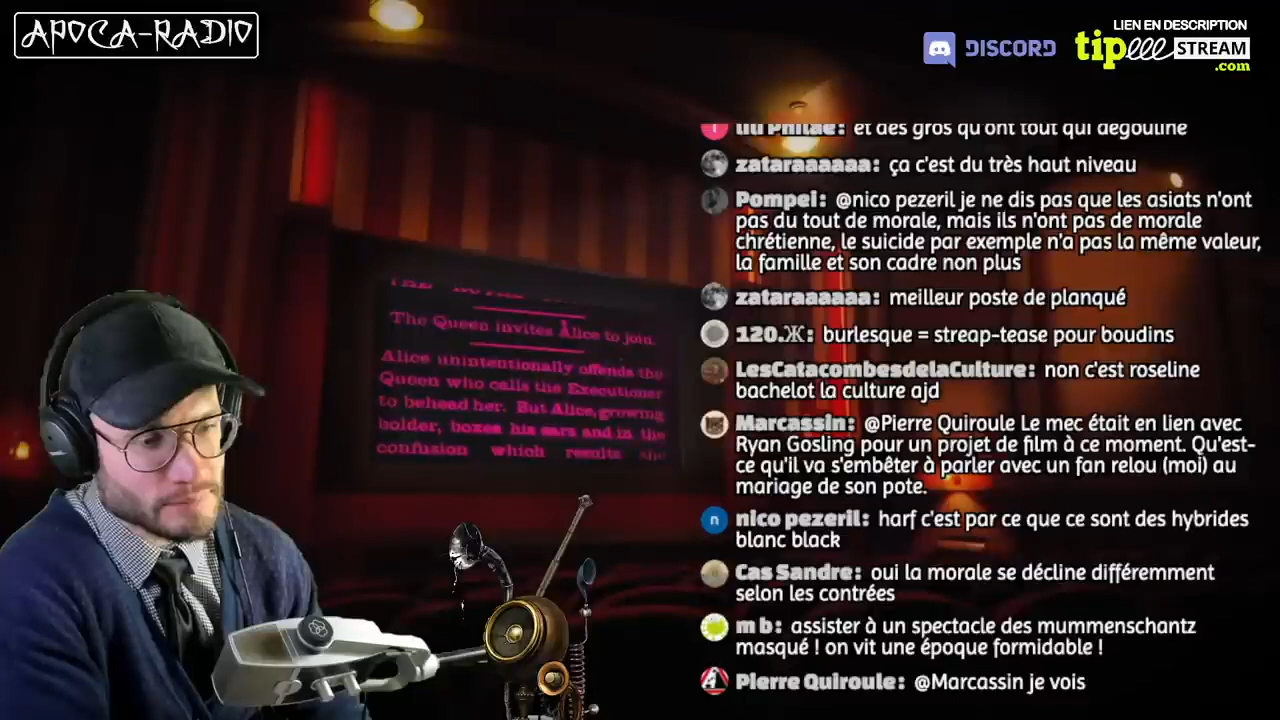 APOCA-RADIO
LIEN EN DESCRIPTION
DISCORD
tipeee STREAM
.com
The Queen invites Alice to join.
Alice unintentionally offends the
Queen who calls the Executioner
to behead her. But Alice, growing
bolder, boxes his ears and in the
confusion which results she
et des gros qu'ont tout qui dégouline
zataraaaaaa: ça c'est du très haut niveau
Pompei: @nico pezeril je ne dis pas que les asiats n'ont
pas du tout de morale, mais ils n'ont pas de morale
chrétienne, le suicide par exemple n'a pas la même valeur,
la famille et son cadre non plus
zataraaaaaa: meilleur poste de planqué
120.Ж: burlesque = streap-tease pour boudins
LesCatacombesdelaCulture: non c'est roseline
bachelot la culture ajd
Marcassin: @Pierre Quiroule Le mec était en lien avec
Ryan Gosling pour un projet de film à ce moment. Qu'est-
ce qu'il va s'embêter à parler avec un fan relou (moi) au
mariage de son pote.
n
nico pezeril: harf c'est par ce que ce sont des hybrides
blanc black
Cas Sandre: oui la morale se décline différemment
selon les contrées
m b: assister à un spectacle des mummenschantz
masqué ! on vit une époque formidable !
Pierre Quiroule: @Marcassin je vois